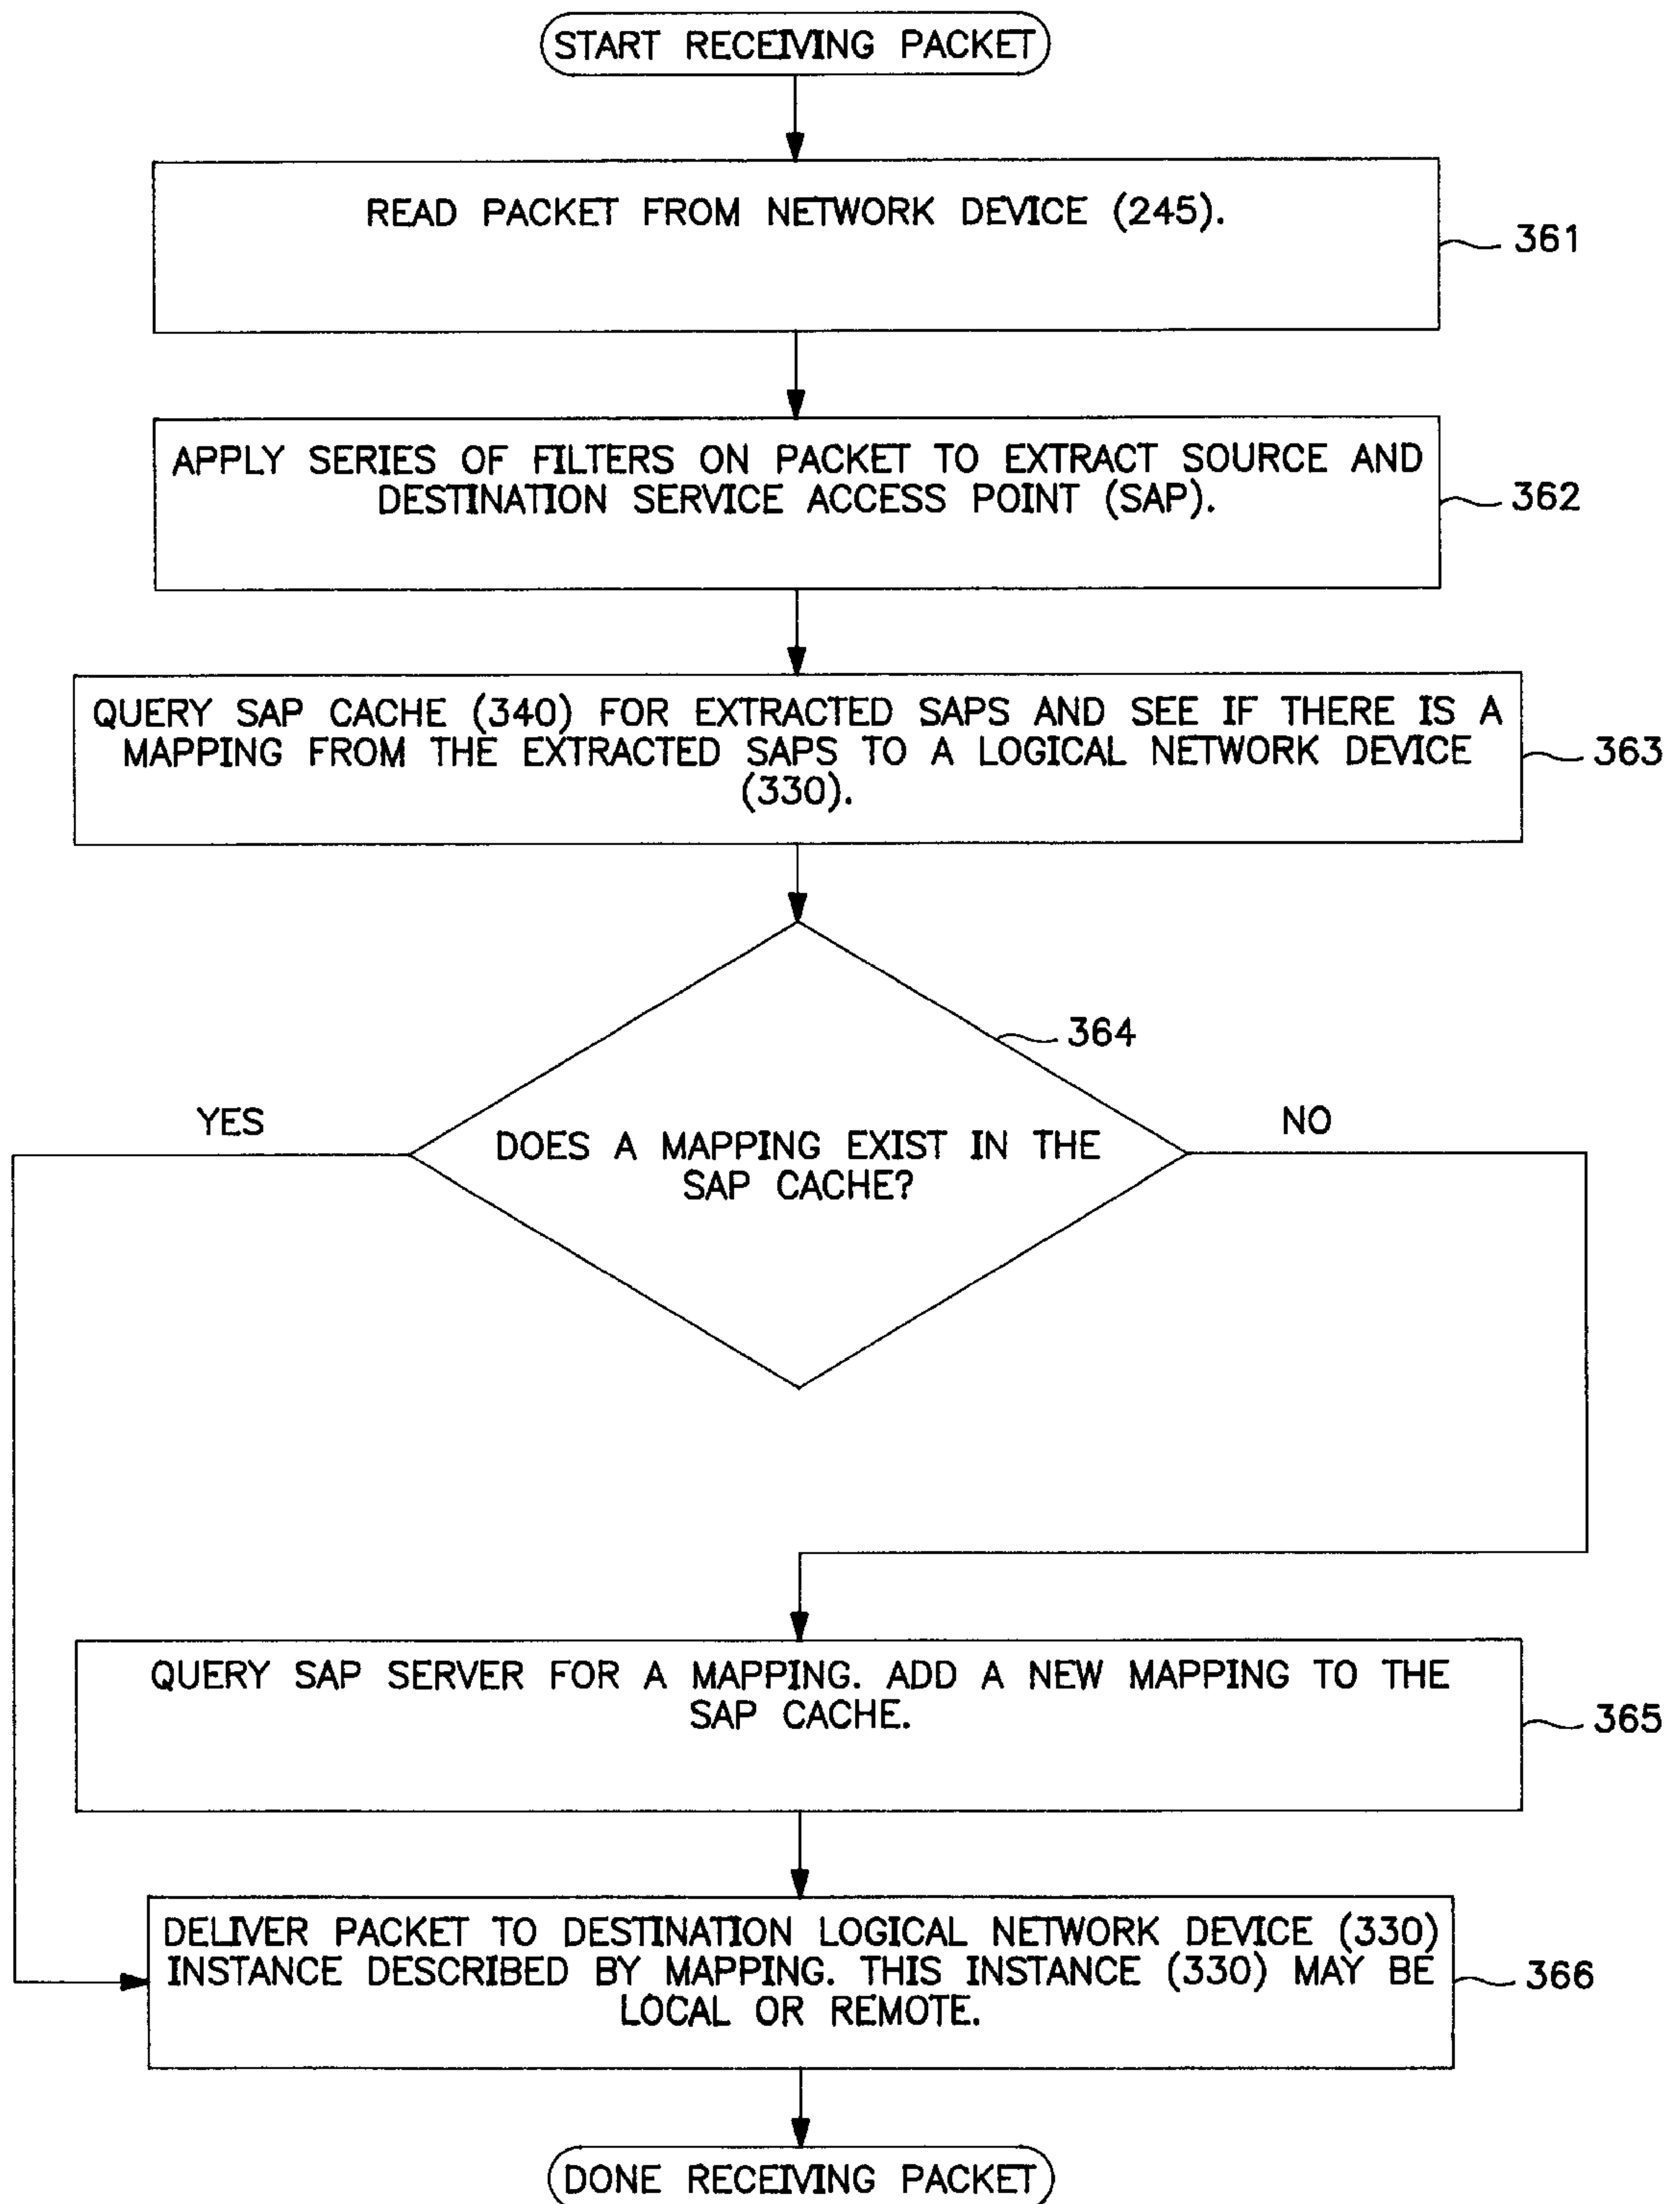 START RECEIVING PACKET
READ PACKET FROM NETWORK DEVICE (245).
361
APPLY SERIES OF FILTERS ON PACKET TO EXTRACT SOURCE AND
DESTINATION SERVICE ACCESS POINT (SAP).
362
QUERY SAP CACHE (340) FOR EXTRACTED SAPS AND SEE IF THERE IS A
MAPPING FROM THE EXTRACTED SAPS TO A LOGICAL NETWORK DEVICE
(330).
363
364
YES
NO
DOES A MAPPING EXIST IN THE
SAP CACHE?
QUERY SAP SERVER FOR A MAPPING. ADD A NEW MAPPING TO THE
SAP CACHE.
365
DELIVER PACKET TO DESTINATION LOGICAL NETWORK DEVICE (330)
INSTANCE DESCRIBED BY MAPPING. THIS INSTANCE (330) MAY BE
LOCAL OR REMOTE.
366
DONE RECEIVING PACKET